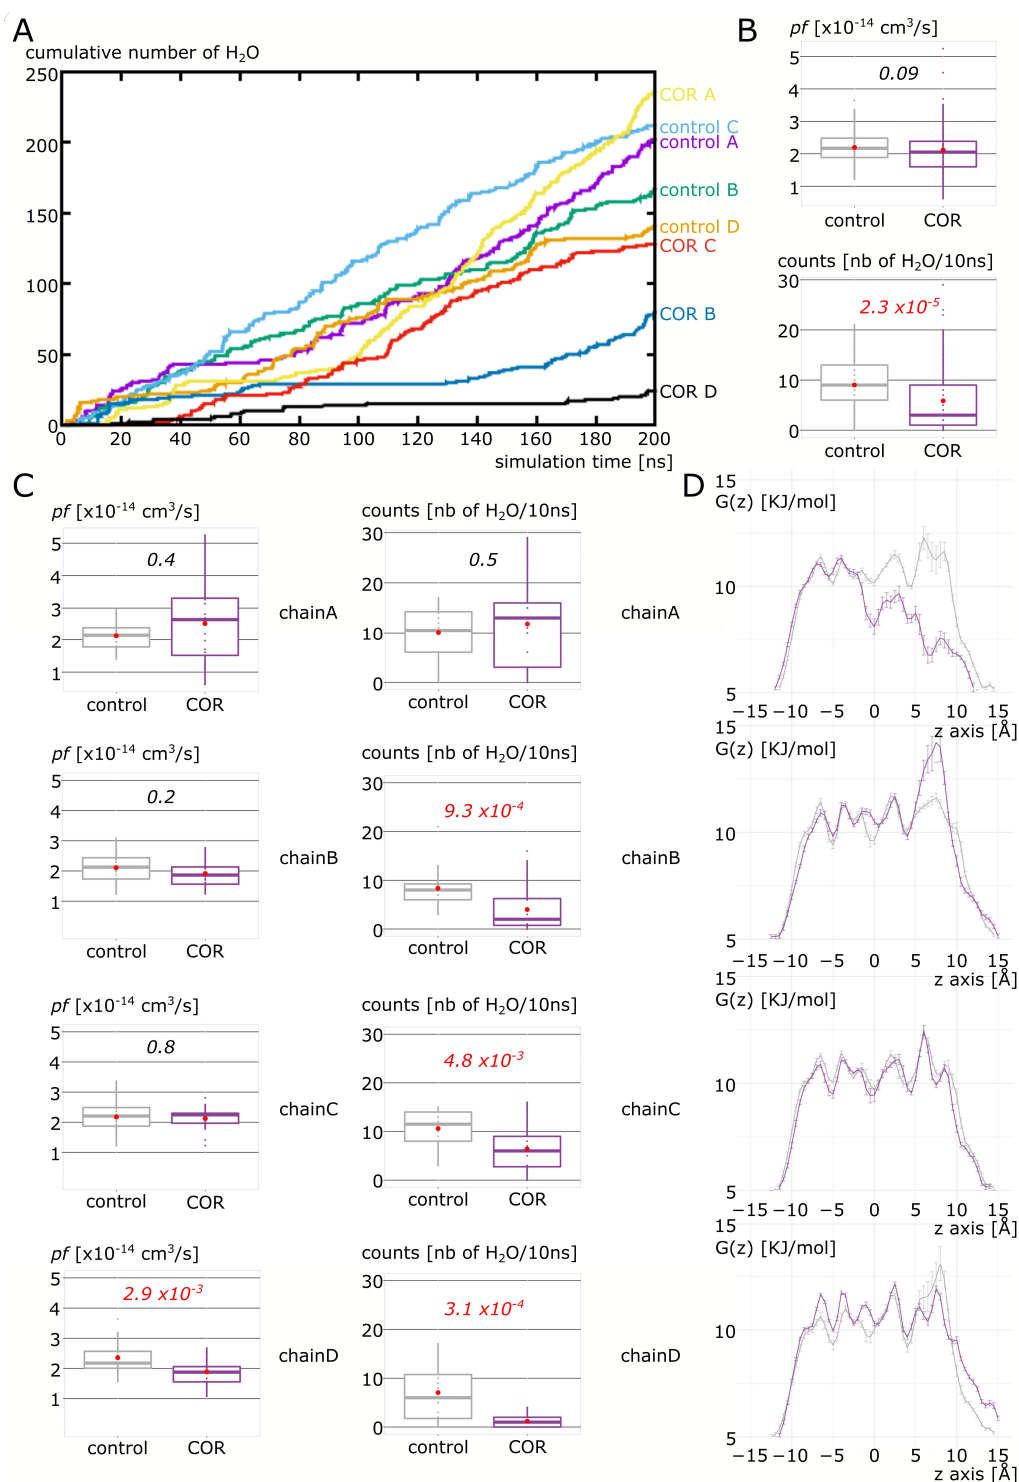 A
cumulative number of H₂O
250
200
150
100
50
0
0 20 40 60 80 100 120 140 160 180 200
simulation time [ns]
COR A
control C
control A
control B
control D
COR C
COR B
COR D
B
pf [x10⁻¹⁴ cm³/s]
5
4
3
2
1
0.09
control COR
counts [nb of H₂O/10ns]
30
20
10
0
2.3 x10⁻⁵
control COR
C
pf [x10⁻¹⁴ cm³/s]
5
4
3
2
1
0.4
control COR
chainA
counts [nb of H₂O/10ns]
30
20
10
0
0.5
control COR
pf [x10⁻¹⁴ cm³/s]
5
4
3
2
1
0.2
control COR
chainB
counts [nb of H₂O/10ns]
30
20
10
0
9.3 x10⁻⁴
control COR
pf [x10⁻¹⁴ cm³/s]
5
4
3
2
1
0.8
control COR
chainC
counts [nb of H₂O/10ns]
30
20
10
0
4.8 x10⁻³
control COR
pf [x10⁻¹⁴ cm³/s]
5
4
3
2
1
2.9 x10⁻³
control COR
chainD
counts [nb of H₂O/10ns]
30
20
10
0
3.1 x10⁻⁴
control COR
D
15
G(z) [KJ/mol]
10
5
chainA
−15 −10 −5 0 5 10 15
z axis [Å]
15
G(z) [KJ/mol]
10
5
chainB
−15 −10 −5 0 5 10 15
z axis [Å]
15
G(z) [KJ/mol]
10
5
chainC
−15 −10 −5 0 5 10 15
z axis [Å]
15
G(z) [KJ/mol]
10
5
chainD
−15 −10 −5 0 5 10 15
z axis [Å]